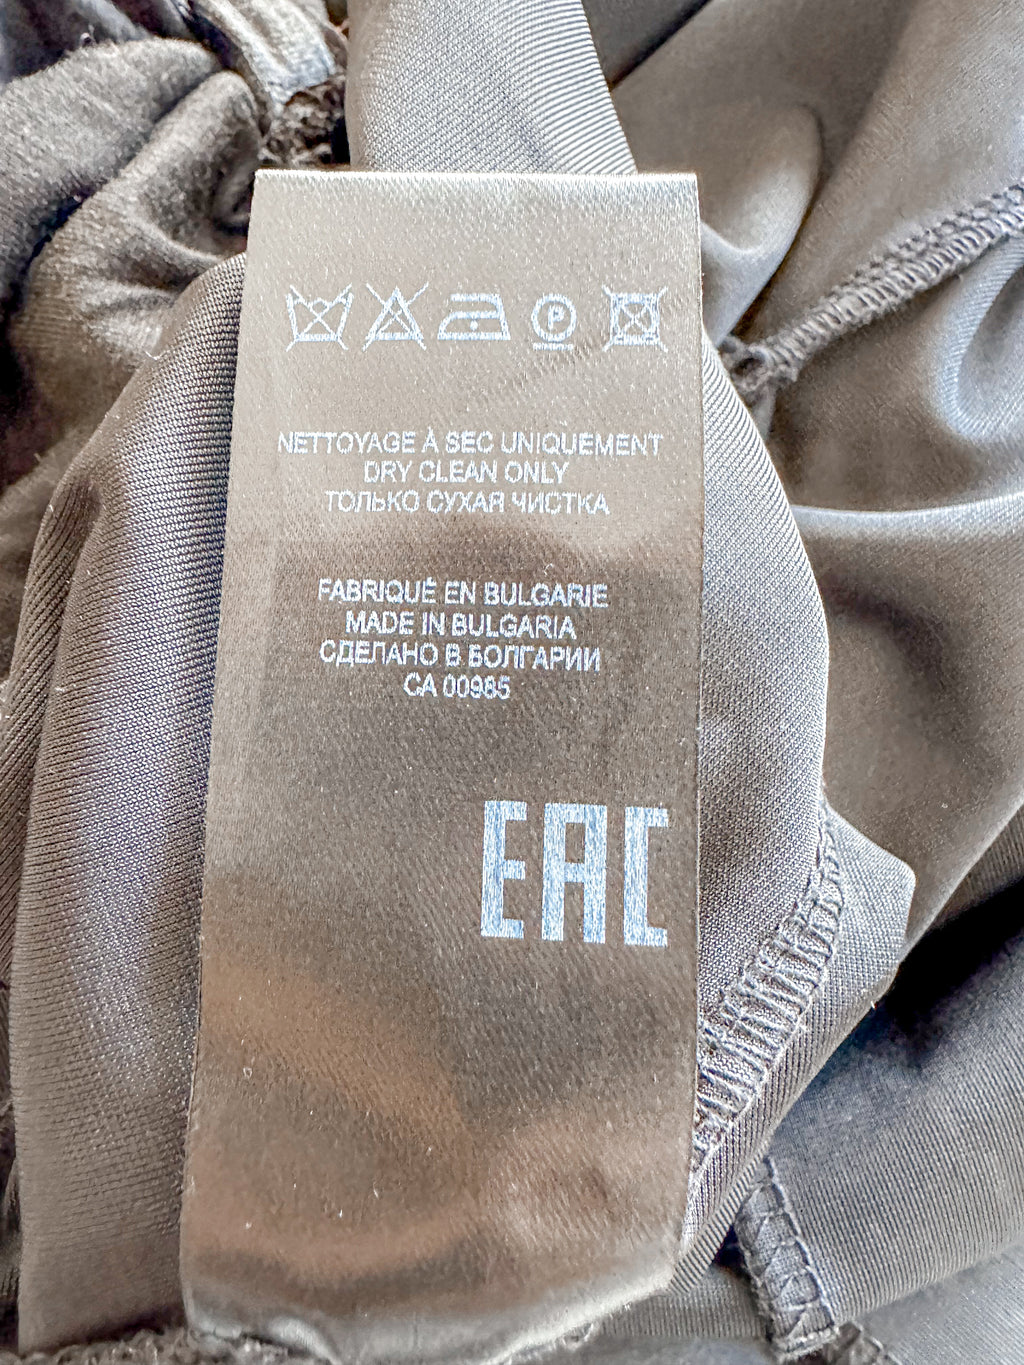 P
NETTOYAGE À SEC UNIQUEMENT
DRY CLEAN ONLY
ТОЛЬКО СУХАЯ ЧИСТКА
FABRIQUÉ EN BULGARIE
MADE IN BULGARIA
СДЕЛАНО В БОЛГАРИИ
CA 00985
EAC